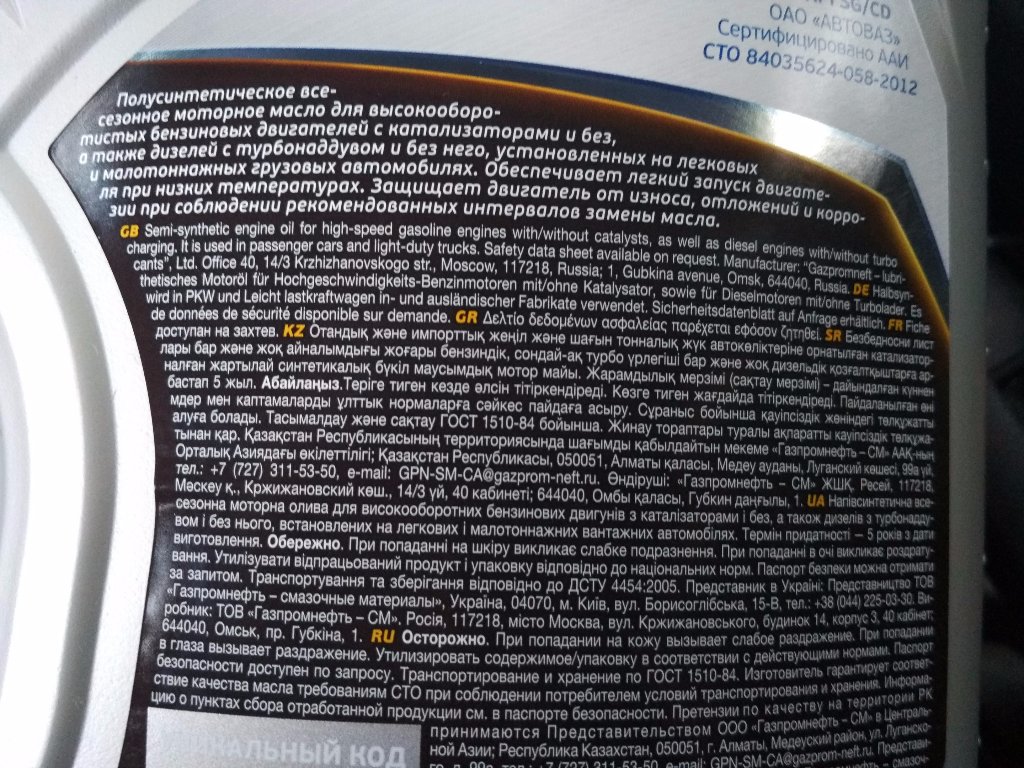 SG/CD
ОАО «АВТОВАЗ»
Сертифицировано ААИ
СТО 84035624-058-2012
Полусинтетическое все-
сезонное моторное масло для высокооборо-
тистых бензиновых двигателей с катализаторами и без,
а также дизелей с турбонаддувом и без него, установленных на легковых
и малотоннажных грузовых автомобилях. Обеспечивает легкий запуск двигате-
ля при низких температурах. Защищает двигатель от износа, отложений и корро-
зии при соблюдении рекомендованных интервалов замены масла.
GB Semi-synthetic engine oil for high-speed gasoline engines with/without catalysts, as well as diesel engines with/without turbo
charging. It is used in passenger cars and light-duty trucks. Safety data sheet available on request. Manufacturer: "Gazpromneft – lubri-
cants", Ltd. Office 40, 14/3 Krzhizhanovskogo str., Moscow, 117218, Russia; 1, Gubkina avenue, Omsk, 644040, Russia. DE Halbsyn-
thetisches Motoröl für Hochgeschwindigkeits-Benzinmotoren mit/ohne Katalysator, sowie für Dieselmotoren mit/ohne Turbolader. Es
wird in PKW und Leicht lastkraftwagen in- und ausländischer Fabrikate verwendet. Sicherheitsdatenblatt auf Anfrage erhältlich. FR Fiche
de données de sécurité disponible sur demande. GR Δελτίο δεδομένων ασφαλείας παρέχεται εφόσον ζητηθεί. SR Безбедносни лист
доступан на захтев. KZ Отандық және импорттық жеңіл және шағын тонналық жүк автокөліктеріне орнатылған катализатор-
лары бар және жоқ айналымдығы жоғары бензиндік, сондай-ақ турбо үрлегіші бар және жоқ дизельдік қозғалтқыштарға ар-
налған жартылай синтетикалық бүкіл маусымдық мотор майы. Жарамдылық мерзімі (сақтау мерзімі) – дайындалған күннен
бастап 5 жыл. Абайлаңыз.Теріге тиген кезде әлсін тітіркендіреді. Көзге тиген жағдайда тітіркендіреді. Пайдаланылған өні
мдер мен каптамаларды ұлттық нормаларға сәйкес пайдаға асыру. Сұраныс бойынша қауіпсіздік жөніндегі төлқұжатты
алуға болады. Тасымалдау және сақтау ГОСТ 1510-84 бойынша. Жинау тораптары туралы ақпаратты кауіпсіздік төлқұжа-
тынан қар. Қазақстан Республикасының территориясында шағымды қабылдайтын мекеме «Газпромнефть – СМ» ААҚ-ның
Орталық Азиядағы өкілеттілігі; Қазақстан Республикасы, 050051, Алматы қаласы, Медеу ауданы, Луганский көшесі, 99а үй,
тел.: +7 (727) 311-53-50, e-mail: GPN-SM-CA@gazprom-neft.ru. Өндіруші: «Газпромнефть – СМ» ЖШҚ, Ресей, 117218,
Мәскеу қ., Кржижановский көш., 14/3 үй, 40 кабинеті; 644040, Омбы қаласы, Губкин даңғылы, 1. UA Напівсинтетична все-
сезонна моторна олива для високооборотних бензинових двигунів з каталізаторами і без, а також дизелів з турбонадду-
вом і без нього, встановлених на легкових і малотоннажних вантажних автомобілях. Термін придатності – 5 років з дати
виготовлення. Обережно. При попаданні на шкіру викликає слабке подразнення. При попаданні в очі викликає роздрату-
вання. Утилізувати відпрацьований продукт і упаковку відповідно до національних норм. Паспорт безпеки можна отримати
за запитом. Транспортування та зберігання відповідно до ДСТУ 4454:2005. Представник в Україні: Представництво ТОВ
«Газпромнефть – смазочные материалы», Україна, 04070, м. Київ, вул. Борисоглібська, 15-В, тел.: +38 (044) 225-03-30. Ви-
робник: ТОВ «Газпромнефть – СМ». Росія, 117218, місто Москва, вул. Кржижановського, будинок 14, корпус 3, 40 кабінет;
644040, Омськ, пр. Губкіна, 1. RU Осторожно. При попадании на кожу вызывает слабое раздражение. При попадании
в глаза вызывает раздражение. Утилизировать содержимое/упаковку в соответствии с действующими нормами. Паспорт
безопасности доступен по запросу. Транспортирование и хранение по ГОСТ 1510-84. Изготовитель гарантирует соответ-
ствие качества масла требованиям СТО при соблюдении потребителем условий транспортирования и хранения. Информа-
цию о пунктах сбора отработанной продукции см. в паспорте безопасности. Претензии по качеству на территории РК
принимаются Представительством ООО «Газпромнефть – СМ» в Централь-
ной Азии; Республика Казахстан, 050051, г. Алматы, Медеуский район, ул. Луганско-
го, д. 99а, тел.: +7 (727) 311-53-50, e-mail: GPN-SM-CA@gazprom-neft.ru. Представи-
смазоч-
КОД